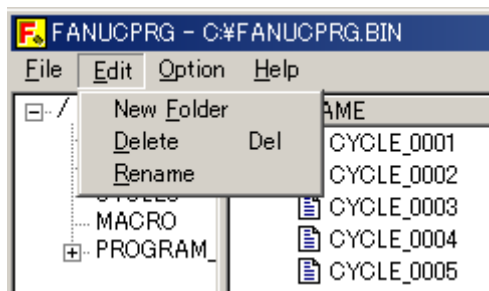 FANUCPRG - C:¥FANUCPRG.BIN
File Edit Option Help
/
New Folder
Delete Del
Rename
MACRO
PROGRAM_
CYCLE_0001
CYCLE_0002
CYCLE_0003
CYCLE_0004
CYCLE_0005